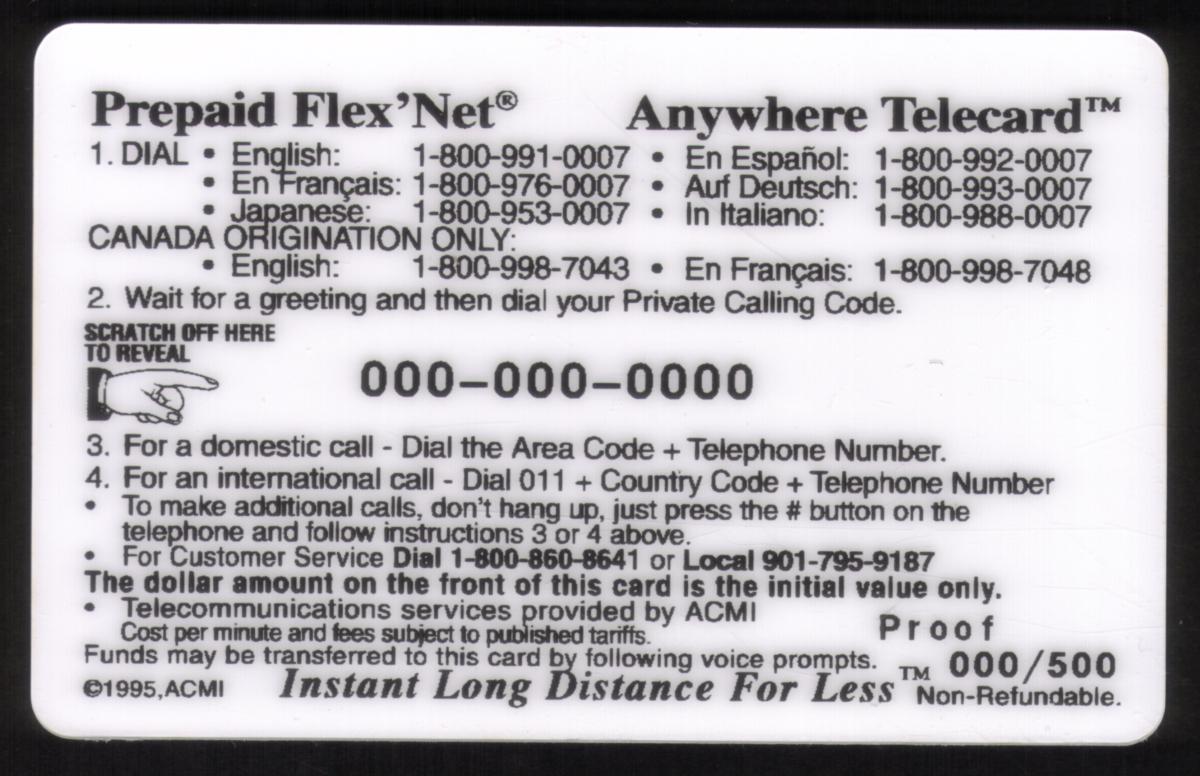 Prepaid Flex'Net® Anywhere Telecard™
1. DIAL • English: 1-800-991-0007 • En Español: 1-800-992-0007
• En Français: 1-800-976-0007 • Auf Deutsch: 1-800-993-0007
• Japanese: 1-800-953-0007 • In Italiano: 1-800-988-0007
CANADA ORIGINATION ONLY:
• English: 1-800-998-7043 • En Français: 1-800-998-7048
2. Wait for a greeting and then dial your Private Calling Code.
SCRATCH OFF HERE
TO REVEAL
000-000-0000
3. For a domestic call - Dial the Area Code + Telephone Number.
4. For an international call - Dial 011 + Country Code + Telephone Number
• To make additional calls, don't hang up, just press the # button on the
telephone and follow instructions 3 or 4 above.
• For Customer Service Dial 1-800-860-8641 or Local 901-795-9187
The dollar amount on the front of this card is the initial value only.
• Telecommunications services provided by ACMI
Cost per minute and fees subject to published tariffs.
Proof
Funds may be transferred to this card by following voice prompts.
000/500
©1995, ACMI Instant Long Distance For Less™ Non-Refundable.